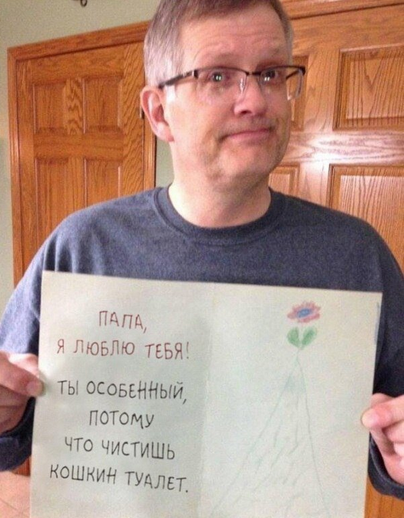 ПАПА,
Я ЛЮБЛЮ ТЕБЯ!
ТЫ ОСОБЕННЫЙ,
ПОТОМУ
ЧТО ЧИСТИШЬ
КОШКИН ТУАЛЕТ.